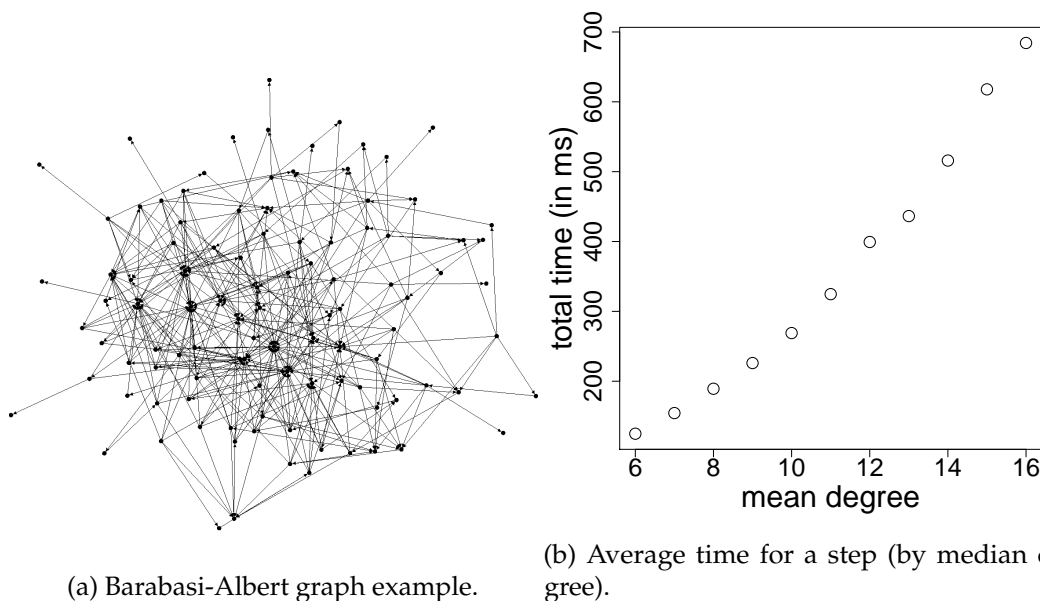 700
600
500
400
300
200
total time (in ms)
6 8 10 12 14 16
mean degree
(a) Barabasi-Albert graph example.
(b) Average time for a step (by median
gree).